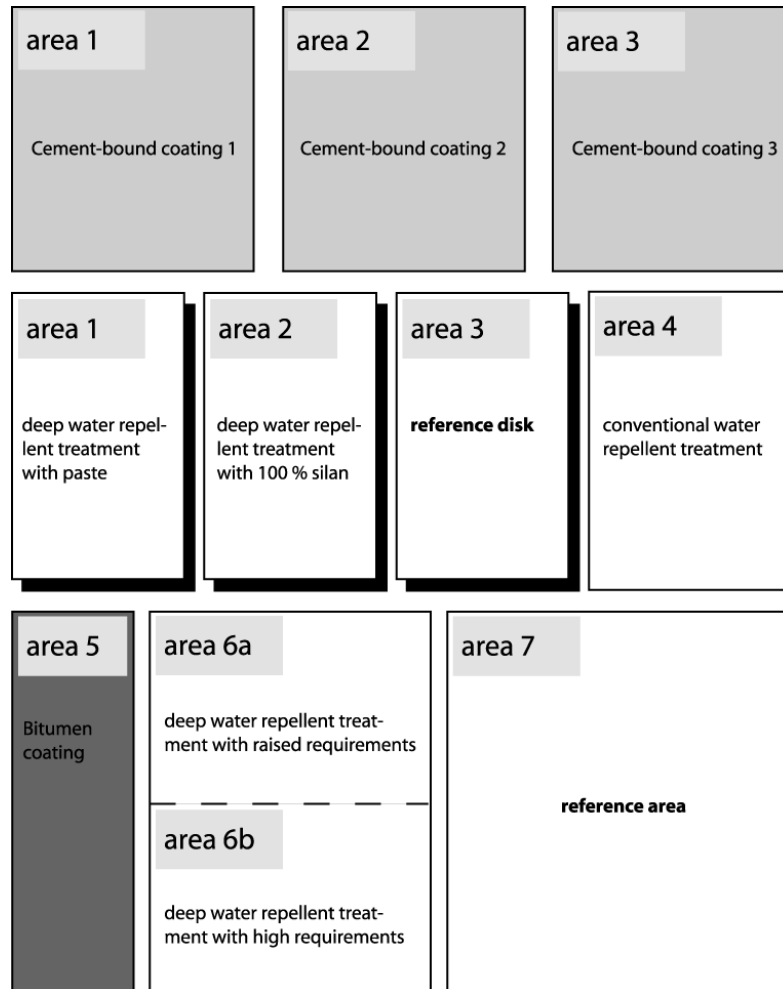 area 1
Cement-bound coating 1
area 2
Cement-bound coating 2
area 3
Cement-bound coating 3
area 1
deep water repel-
lent treatment
with paste
area 2
deep water repel-
lent treatment
with 100 % silan
area 3
reference disk
area 4
conventional water
repellent treatment
area 5
Bitumen
coating
area 6a
deep water repellent treat-
ment with raised requirements
area 6b
deep water repellent treat-
ment with high requirements
area 7
reference area